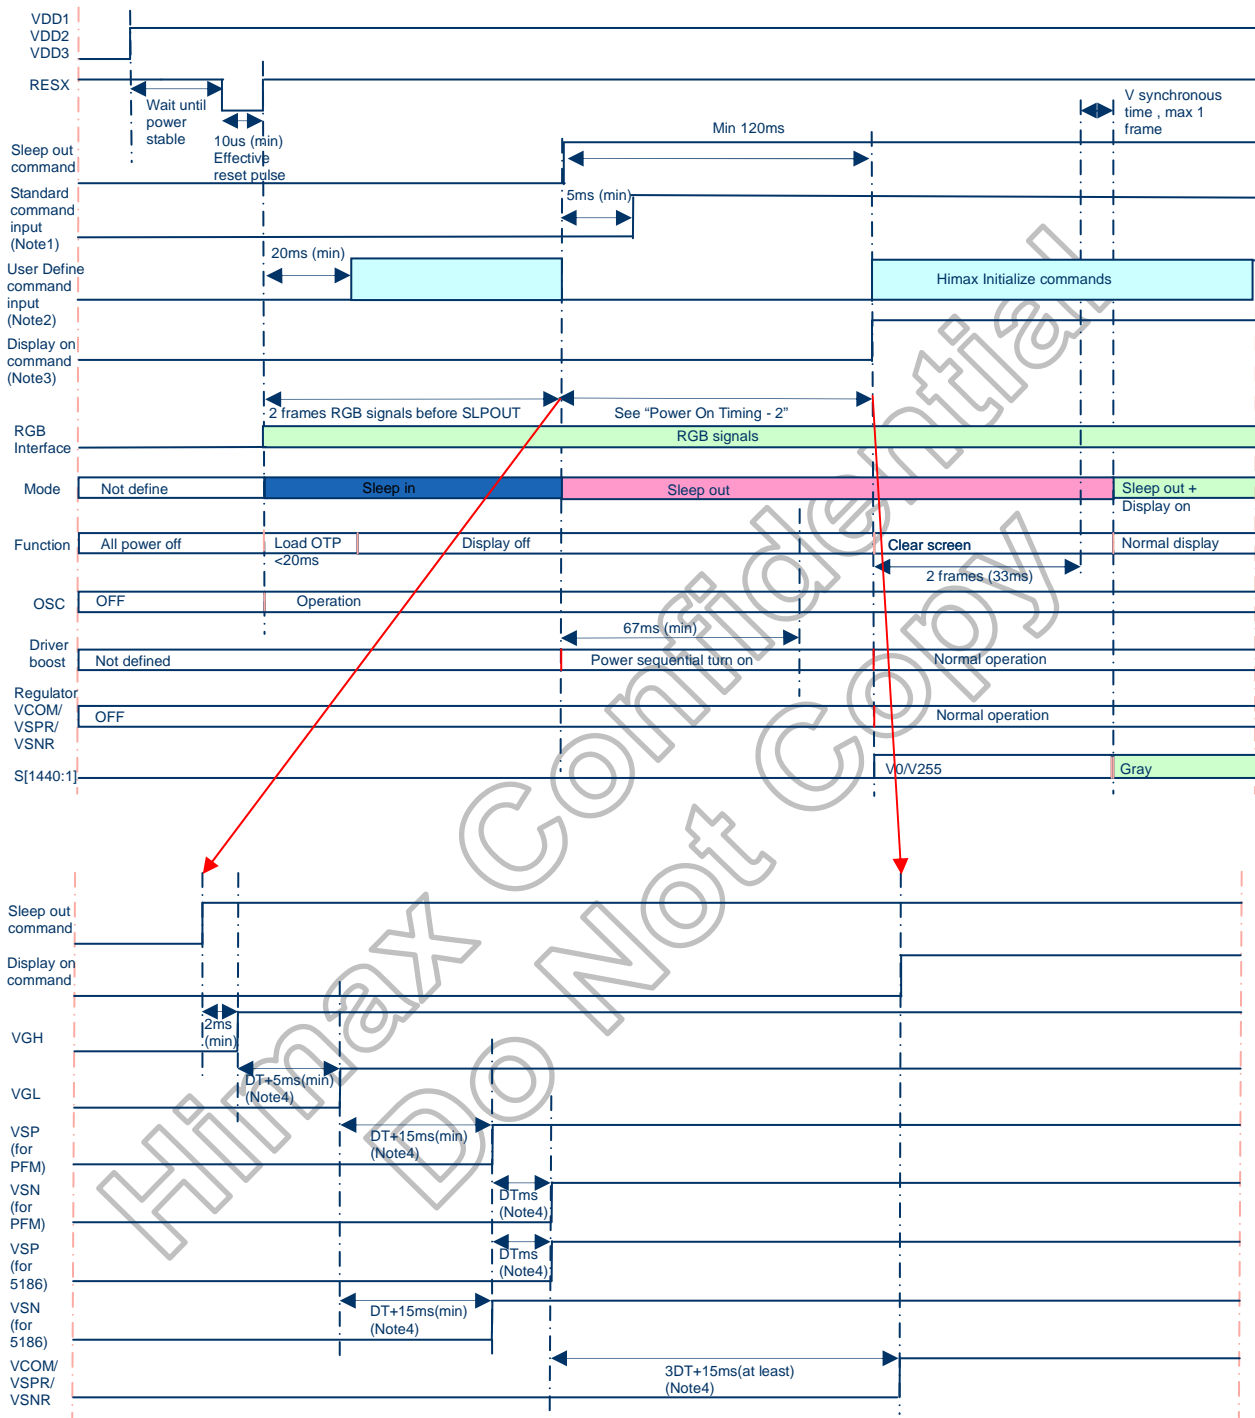 VDD1
VDD2
VDD3
RESX
Wait until
power
stable
10us (min)
Effective
reset pulse
V synchronous
time , max 1
frame
Min 120ms
Sleep out
command
Standard
command
input
(Note1)
5ms (min)
20ms (min)
User Define
command
input
(Note2)
Himax Initialize commands
Display on
command
(Note3)
2 frames RGB signals before SLPOUT
See “Power On Timing - 2”
RGB
Interface
RGB signals
Mode
Not define
Sleep in
Sleep out
Sleep out +
Display on
Function
All power off
Load OTP
<20ms
Display off
Clear screen
Normal display
2 frames (33ms)
OSC
OFF
Operation
67ms (min)
Driver
boost
Not defined
Power sequential turn on
Normal operation
Regulator
VCOM/
VSPR/
VSNR
OFF
Normal operation
S[1440:1]
V0/V255
Gray
Sleep out
command
Display on
command
VGH
2ms
(min)
VGL
DT+5ms(min)
(Note4)
VSP
(for
PFM)
DT+15ms(min)
(Note4)
VSN
(for
PFM)
DTms
(Note4)
VSP
(for
5186)
DTms
(Note4)
VSN
(for
5186)
DT+15ms(min)
(Note4)
VCOM/
VSPR/
VSNR
3DT+15ms(at least)
(Note4)
Himax Confidential
Do Not Copy